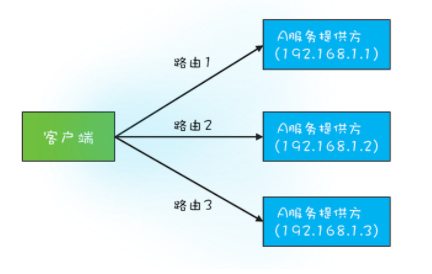 A服务提供方
(192.168.1.1)
路由1
客户端
路由2
A服务提供方
(192.168.1.2)
路由3
A服务提供方
(192.168.1.3)